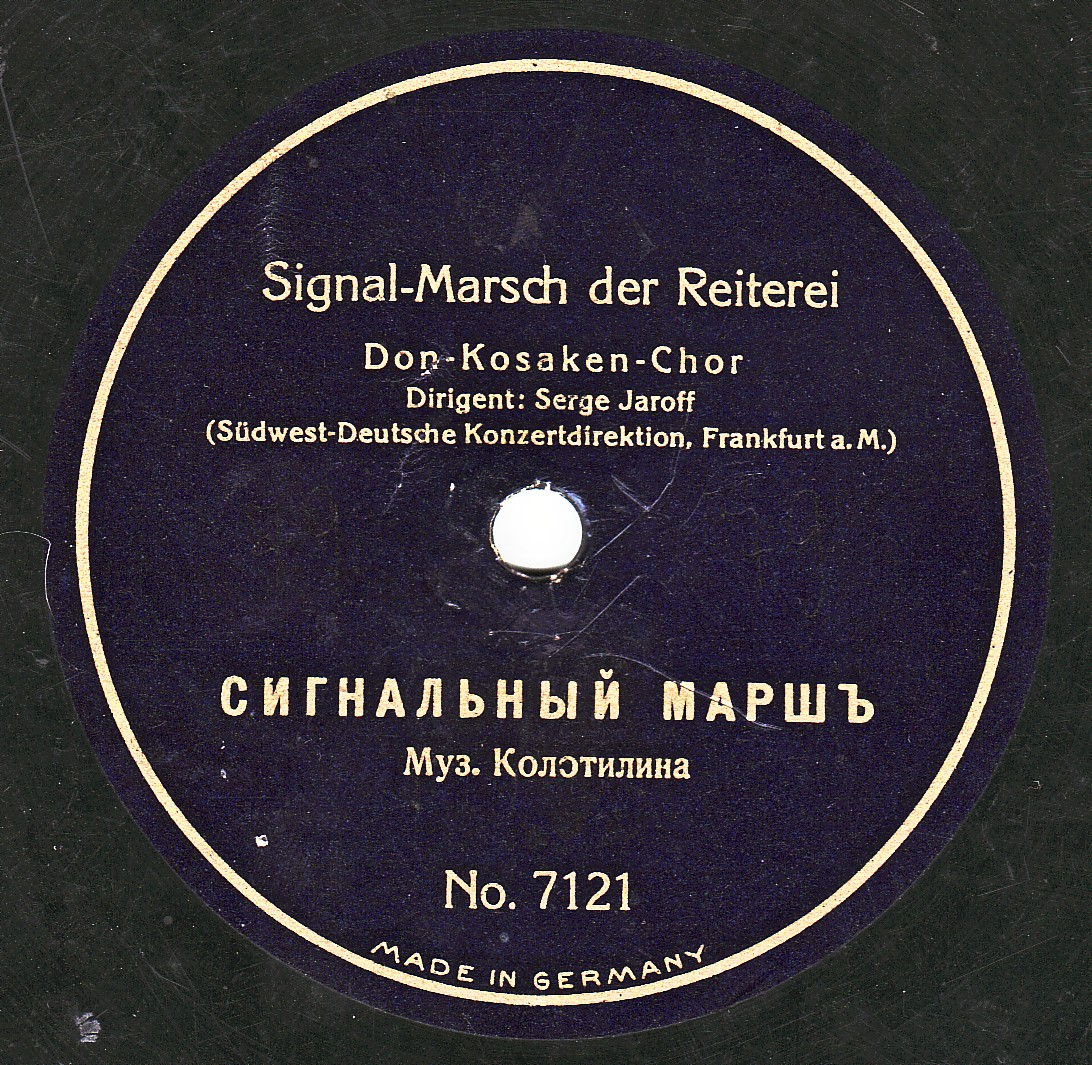 Signal-Marsch der Reiterei
Don-Kosaken-Chor
Dirigent: Serge Jaroff
(Südwest-Deutsche Konzertdirektion, Frankfurt a. M.)
СИГНАЛЬНЫЙ МАРШЪ
Муз. Колэтилина
No. 7121
MADE IN GERMANY